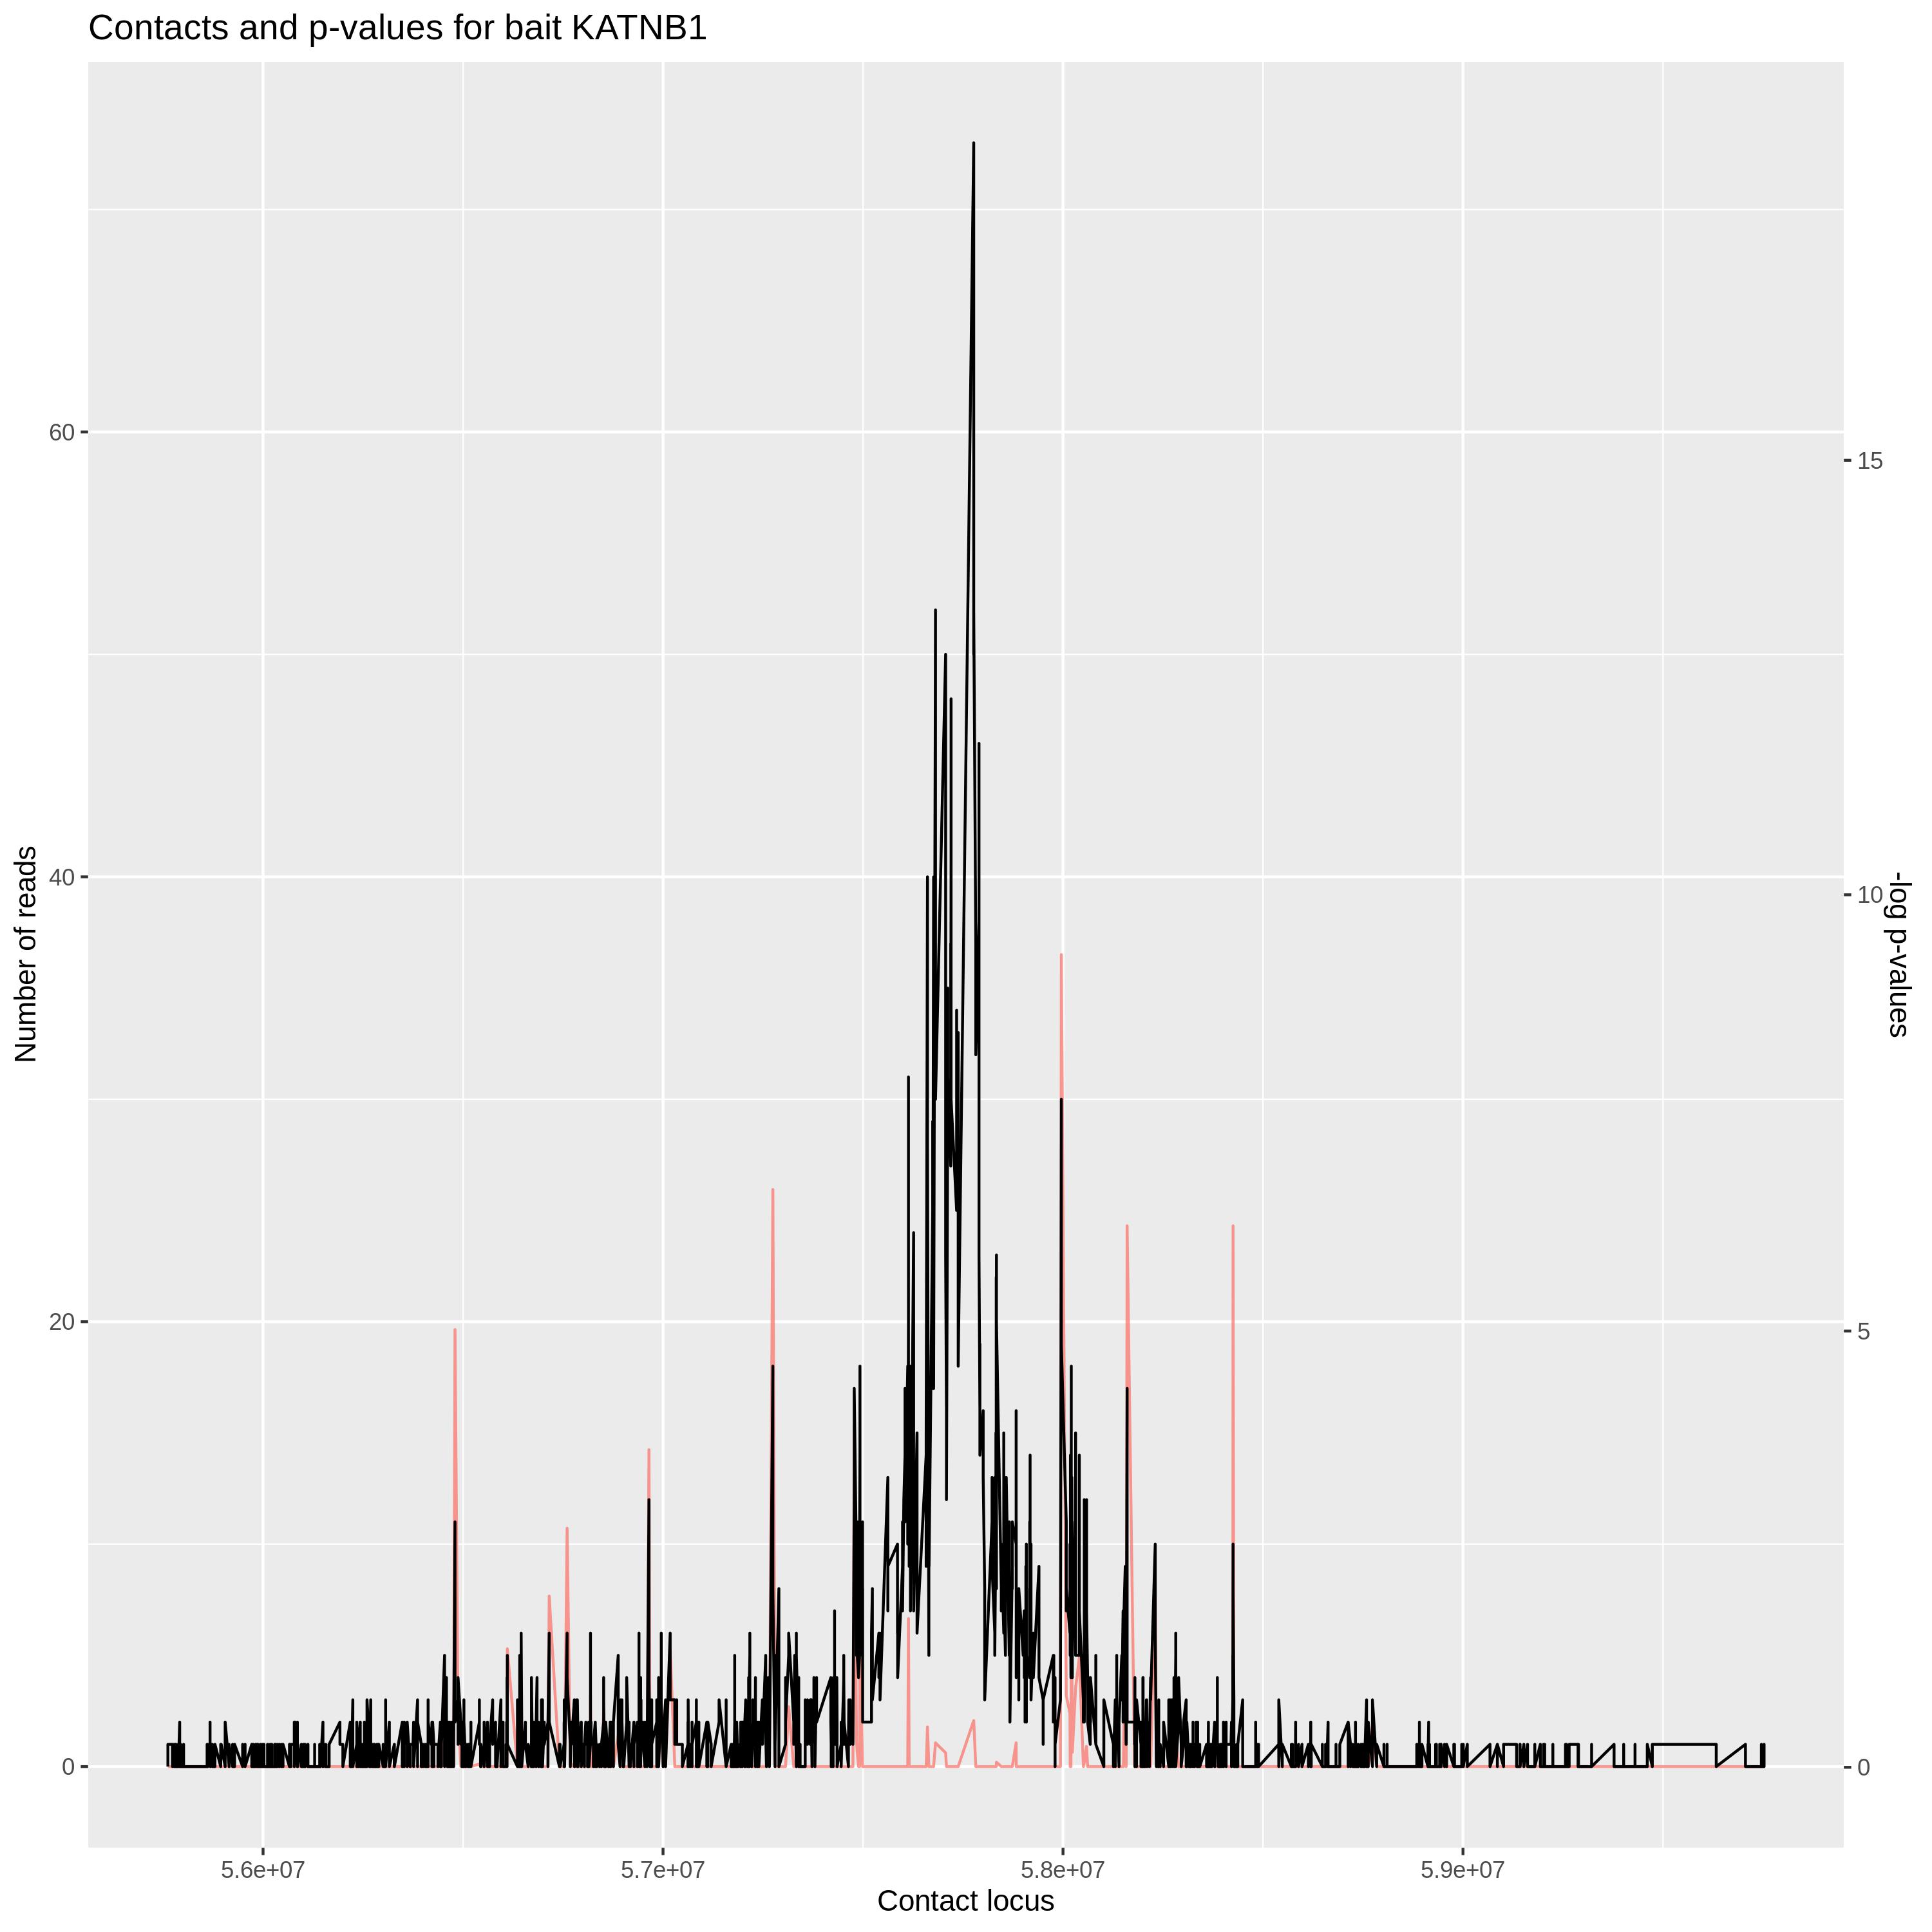 Contacts and p-values for bait KATNB1
Number of reads
60
40
20
0
15
10
5
0
-log p-values
5.6e+07 5.7e+07 5.8e+07 5.9e+07
Contact locus